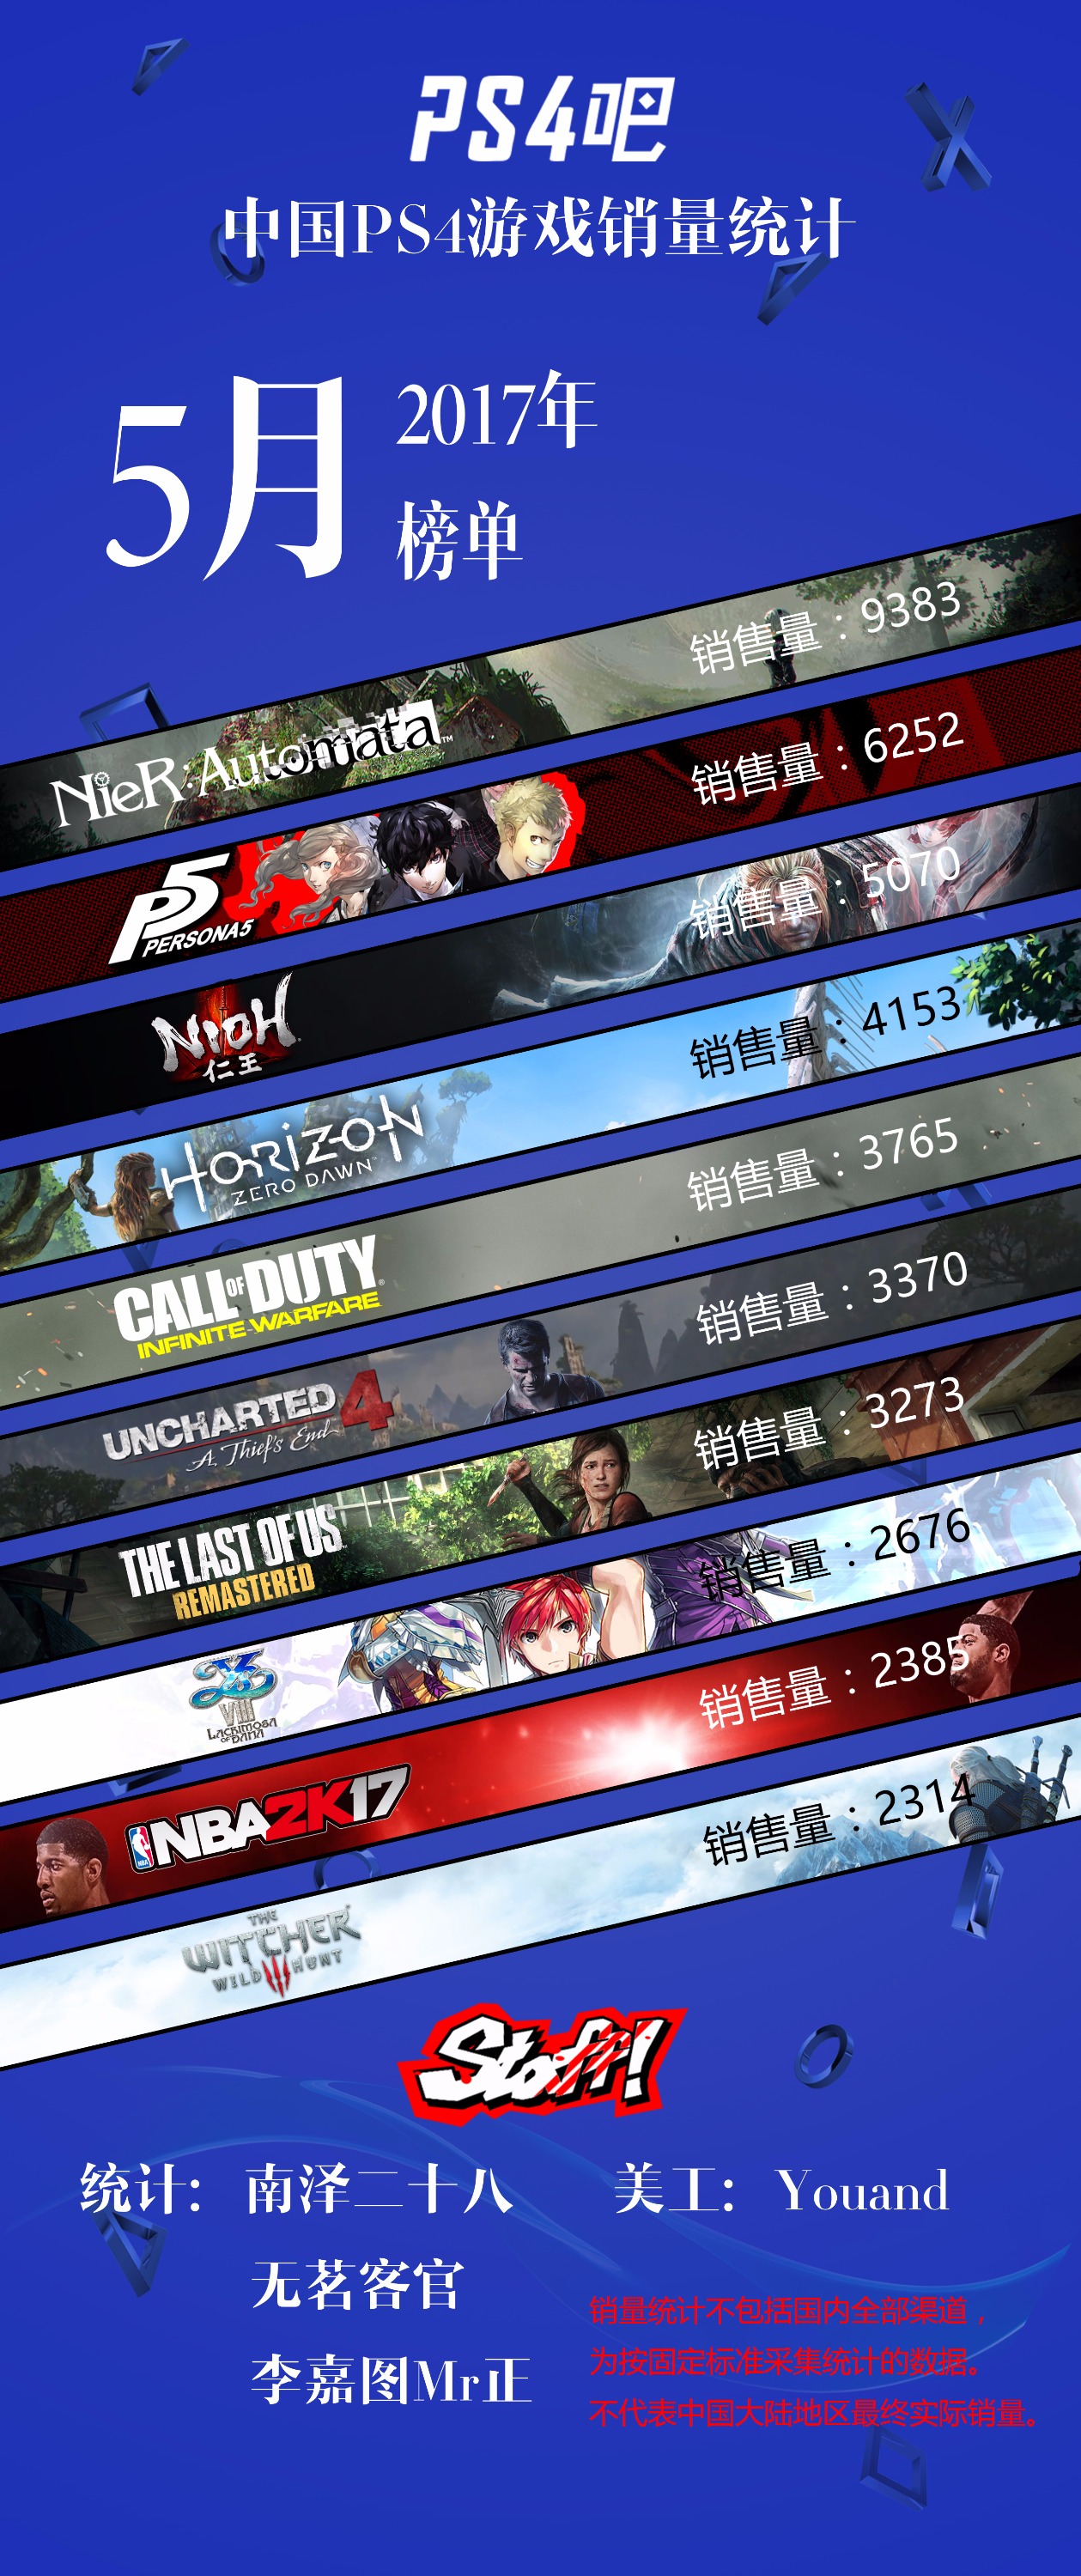 PS4吧
中国PS4游戏销量统计
5月
2017年
榜单
NieR:Automata™
销售量：9383
P5
PERSONA5
销售量：6252
NIOH
仁王
销售量：5070
HORIZON
ZERO DAWN™
销售量：4153
CALL OF DUTY®
INFINITE WARFARE
销售量：3765
UNCHARTED 4
A Thief's End
销售量：3370
THE LAST OF US
REMASTERED
销售量：3273
YS
VIII
LACRIMOSA
OF DANA
销售量：2676
NBA 2K17
销售量：2385
THE
WITCHER
WILD HUNT
销售量：2314
Staff!
统计：南泽二十八
美工：Youand
无茗客官
李嘉图Mr正
销量统计不包括国内全部渠道，
为按固定标准采集统计的数据。
不代表中国大陆地区最终实际销量。